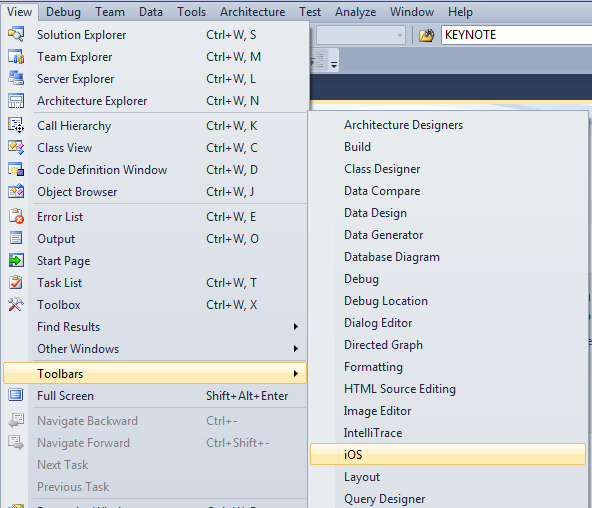 View Debug Team Data Tools Architecture Test Analyze Window Help
KEYNOTE
Solution Explorer Ctrl+W, S
Team Explorer Ctrl+W, M
Server Explorer Ctrl+W, L
Architecture Explorer Ctrl+W, N
Call Hierarchy Ctrl+W, K
Class View Ctrl+W, C
Code Definition Window Ctrl+W, D
Object Browser Ctrl+W, J
Error List Ctrl+W, E
Output Ctrl+W, O
Start Page
Task List Ctrl+W, T
Toolbox Ctrl+W, X
Find Results
Other Windows
Toolbars
Full Screen Shift+Alt+Enter
Navigate Backward Ctrl+-
Navigate Forward Ctrl+Shift+-
Next Task
Previous Task
Architecture Designers
Build
Class Designer
Data Compare
Data Design
Data Generator
Database Diagram
Debug
Debug Location
Dialog Editor
Directed Graph
Formatting
HTML Source Editing
Image Editor
IntelliTrace
iOS
Layout
Query Designer